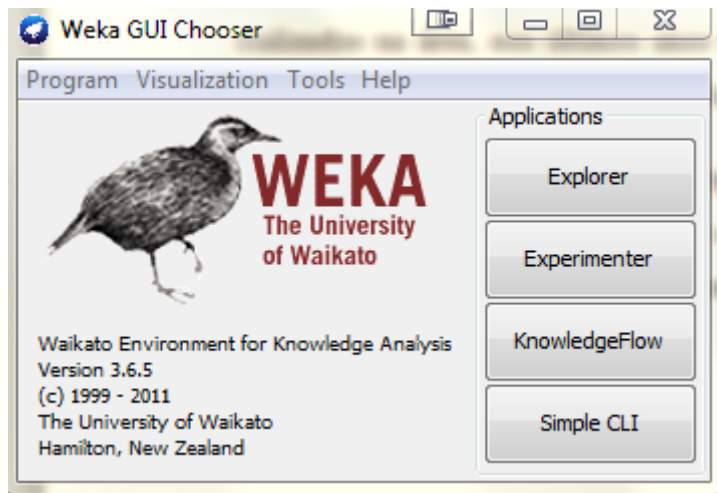 Weka GUI Chooser
Program Visualization Tools Help
WEKA
The University
of Waikato
Waikato Environment for Knowledge Analysis
Version 3.6.5
(c) 1999 - 2011
The University of Waikato
Hamilton, New Zealand
Applications
Explorer
Experimenter
KnowledgeFlow
Simple CLI